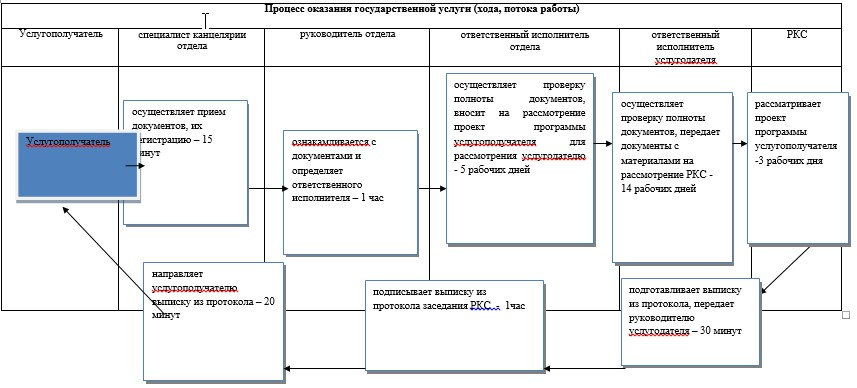 Процесс оказания государственной услуги (хода, потока работы)
Услугополучатель
специалист канцелярии
отдела
руководитель отдела
ответственный исполнитель
отдела
ответственный
исполнитель
услугодателя
РКС
Услугополучатель
осуществляет прием
документов, их
регистрацию – 15
минут
ознакамливается с
документами и
определяет
ответственного
исполнителя – 1 час
осуществляет проверку
полноты документов,
вносит на рассмотрение
проект программы
услугополучателя для
рассмотрения услугодателю
- 5 рабочих дней
осуществляет
проверку полноты
документов, передает
документы с
материалами на
рассмотрение РКС -
14 рабочих дней
рассматривает
проект
программы
услугополучателя
-3 рабочих дня
направляет
услугополучателю
выписку из протокола – 20
минут
подписывает выписку из
протокола заседания РКС - 1час
подготавливает выписку
из протокола, передает
руководителю
услугодателя – 30 минут